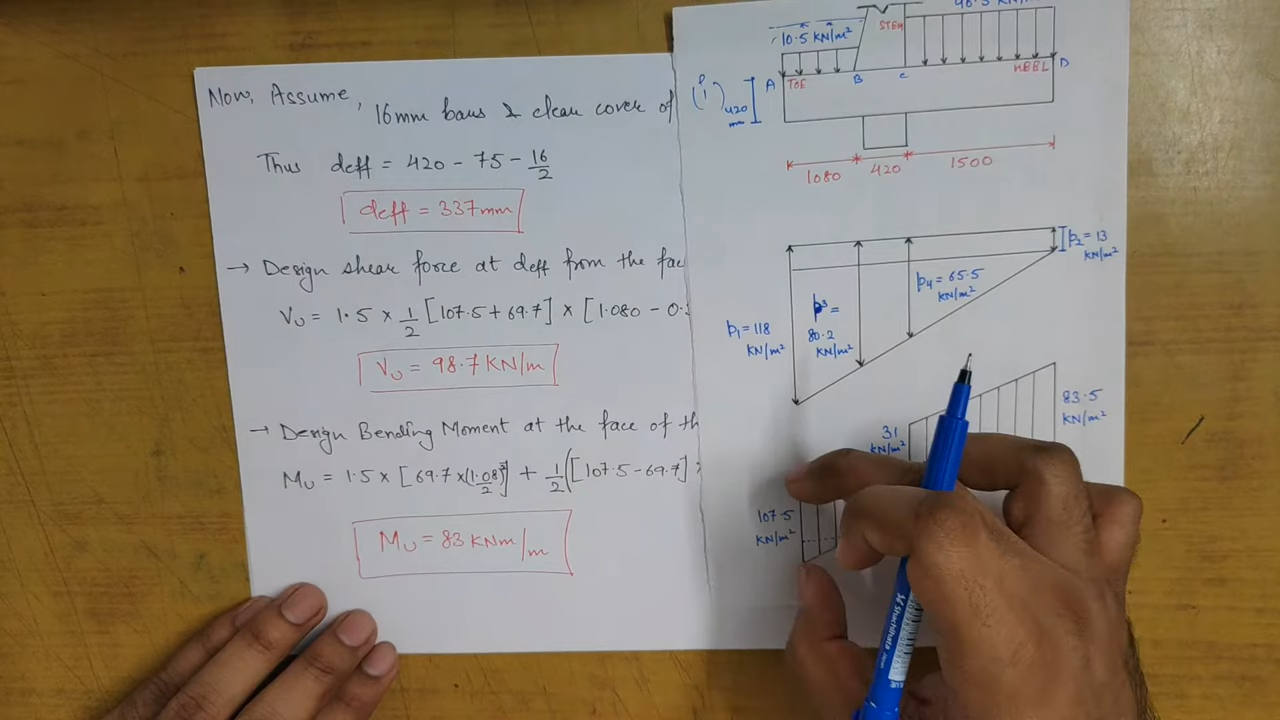 Now, Assume,
16mm bars & clean cover of
Thus deff = 420 - 75 - 16/2
deff = 337mm
→ Design shear force at deff from the fac
Vu = 1.5 x 1/2 [107.5 + 69.7] x [1.080 - 0.3
Vu = 98.7 KN/m
→ Design Bending Moment at the face of th
Mu = 1.5 x [69.7 x (1.08)²/2] + 1/2 ([107.5 - 69.7] x
Mu = 83 KNm/m
10.5 KN/m²
STEM
A TOE B C HEEL D
420
mm
1080 420 1500
p1 = 118
KN/m²
p3 =
80.2
KN/m²
p4 = 65.5
KN/m²
p2 = 13
KN/m²
31
KN/m²
83.5
KN/m²
107.5
KN/m²
Shachihata